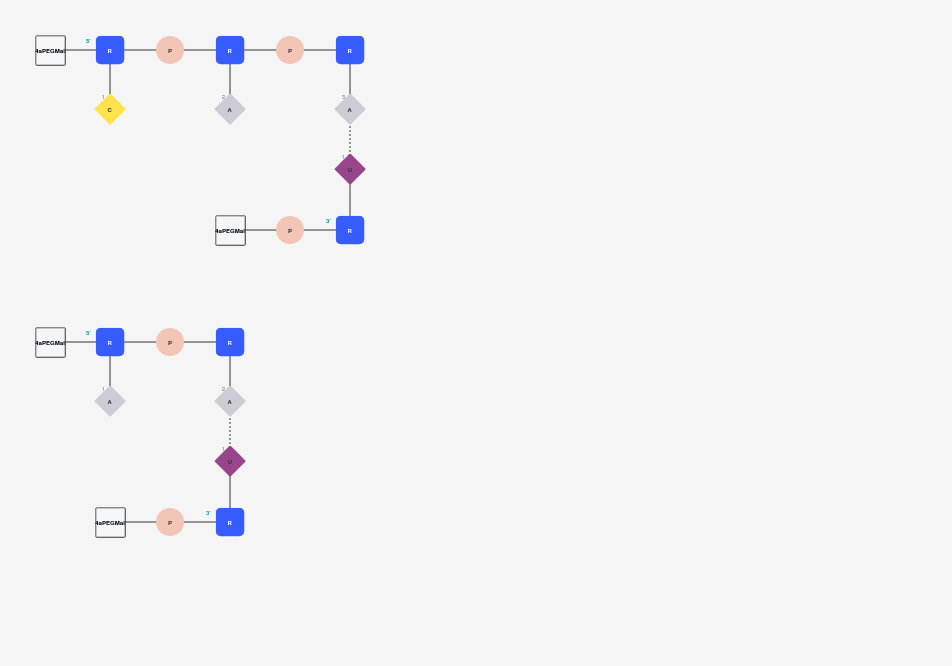 4aPEGMal 5' R P R P R
1 C 2 A 3 A
1 U
4aPEGMal P 3' R
4aPEGMal 5' R P R
1 A 2 A
1 U
4aPEGMal P 3' R